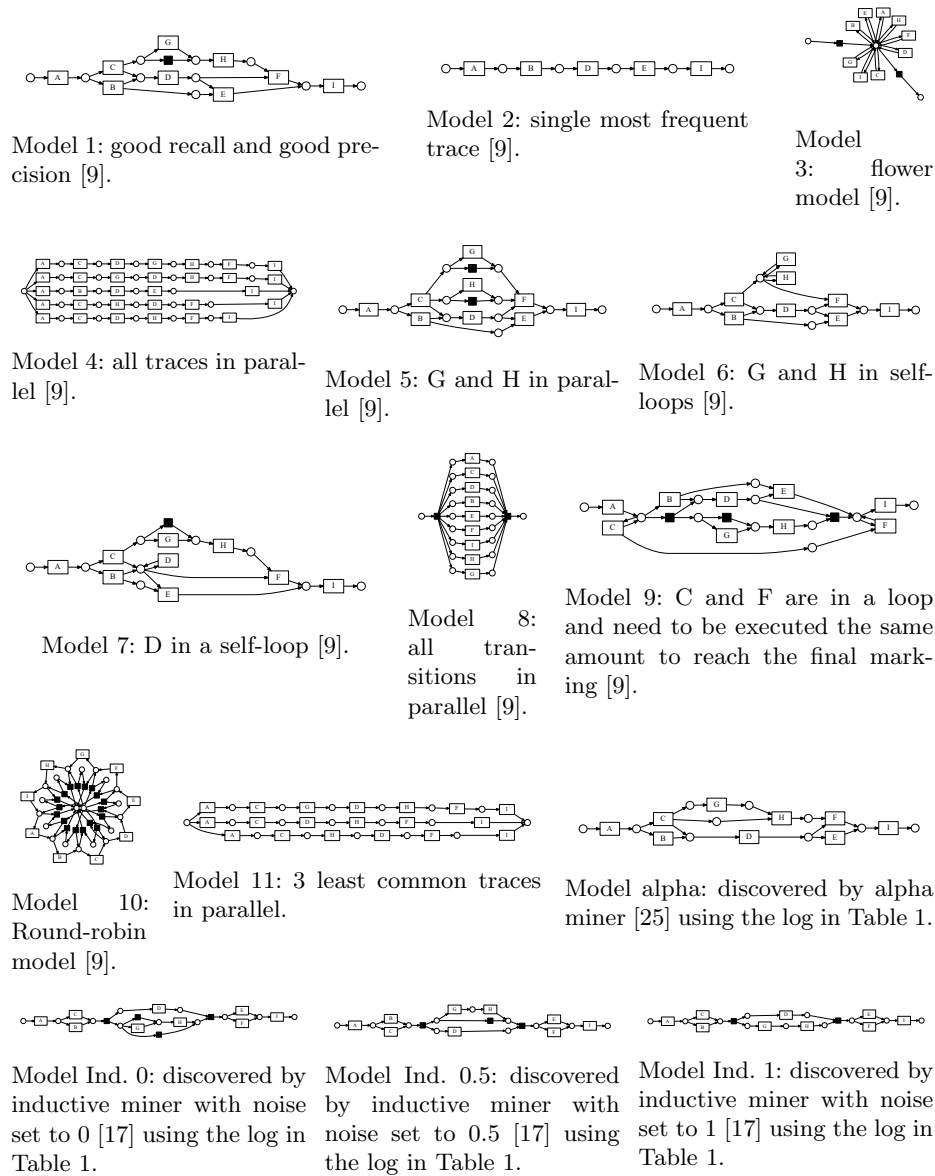 G
C H
A D F
B E I
Model 1: good recall and good pre-
cision [9].
A B D E I
Model 2: single most frequent
trace [9].
E A
B H
F
G D
I C
Model
3: flower
model [9].
A C D G H F I
A C G D H F I
A B D E I
A C H D F I
A C D H F I
Model 4: all traces in paral-
lel [9].
G
H
C F
A B D E I
Model 5: G and H in paral-
lel [9].
G
H
C F
A B D E I
Model 6: G and H in self-
loops [9].
G H
C D
A B F
E I
Model 7: D in a self-loop [9].
A
C
D
B
E
F
I
H
G
Model 8:
all tran-
sitions in
parallel [9].
E
A B D I
C G H F
Model 9: C and F are in a loop
and need to be executed the same
amount to reach the final mark-
ing [9].
G
H F
I E
A D
B C
Model 10:
Round-robin
model [9].
A C G D H F I
A C D H F I
A C H D F I
Model 11: 3 least common traces
in parallel.
G
C H F
A B D E I
Model alpha: discovered by alpha
miner [25] using the log in Table 1.
C D E
A B G H F I
Model Ind. 0: discovered by
inductive miner with noise
set to 0 [17] using the log in
Table 1.
G H
B E
A C D F I
Model Ind. 0.5: discovered
by inductive miner with
noise set to 0.5 [17] using
the log in Table 1.
C D E
A B G H F I
Model Ind. 1: discovered by
inductive miner with noise
set to 1 [17] using the log in
Table 1.